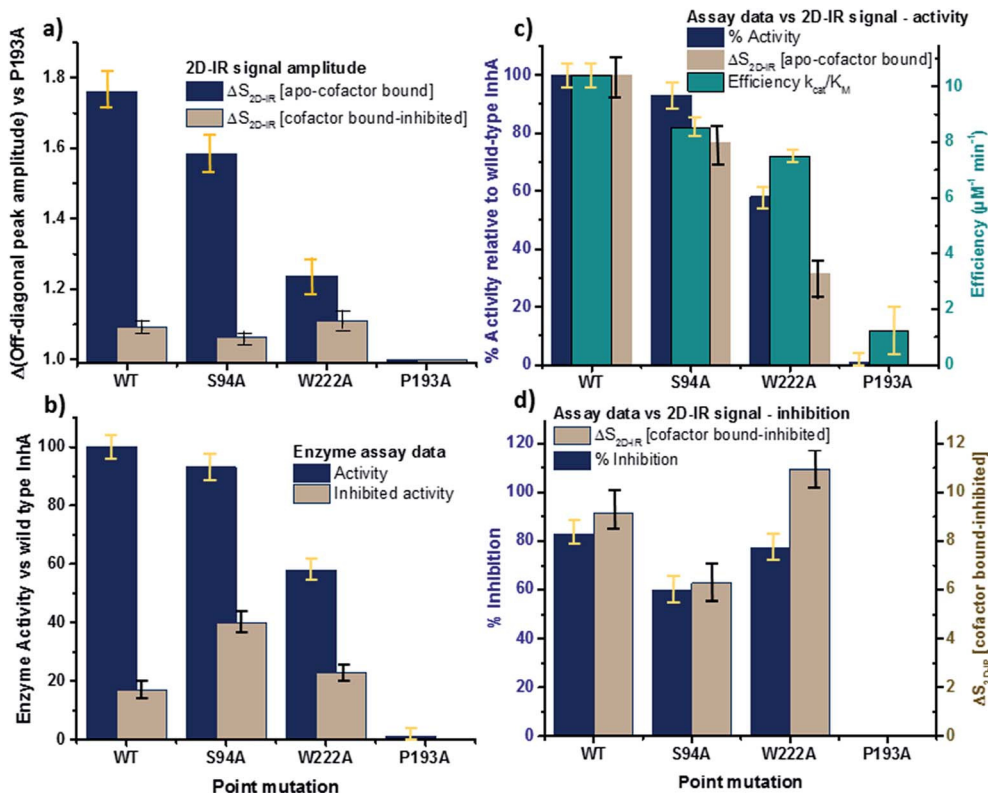 a)
Δ(Off-diagonal peak amplitude) vs P193A
1.8
1.6
1.4
1.2
1.0
2D-IR signal amplitude
ΔS2D-IR [apo-cofactor bound]
ΔS2D-IR [cofactor bound-inhibited]
WT S94A W222A P193A
b)
Enzyme Activity vs wild type InhA
100
80
60
40
20
0
Enzyme assay data
Activity
Inhibited activity
WT S94A W222A P193A
Point mutation
c)
% Activity relative to wild-type InhA
100
80
60
40
20
0
Assay data vs 2D-IR signal - activity
% Activity
ΔS2D-IR [apo-cofactor bound]
Efficiency kcat/KM
10
8
6
4
2
0
Efficiency (μM-1 min-1)
WT S94A W222A P193A
d)
% Inhibition
120
100
80
60
40
20
0
Assay data vs 2D-IR signal - inhibition
ΔS2D-IR [cofactor bound-inhibited]
% Inhibition
12
10
8
6
4
2
0
ΔS2D-IR [cofactor bound-inhibited]
WT S94A W222A P193A
Point mutation